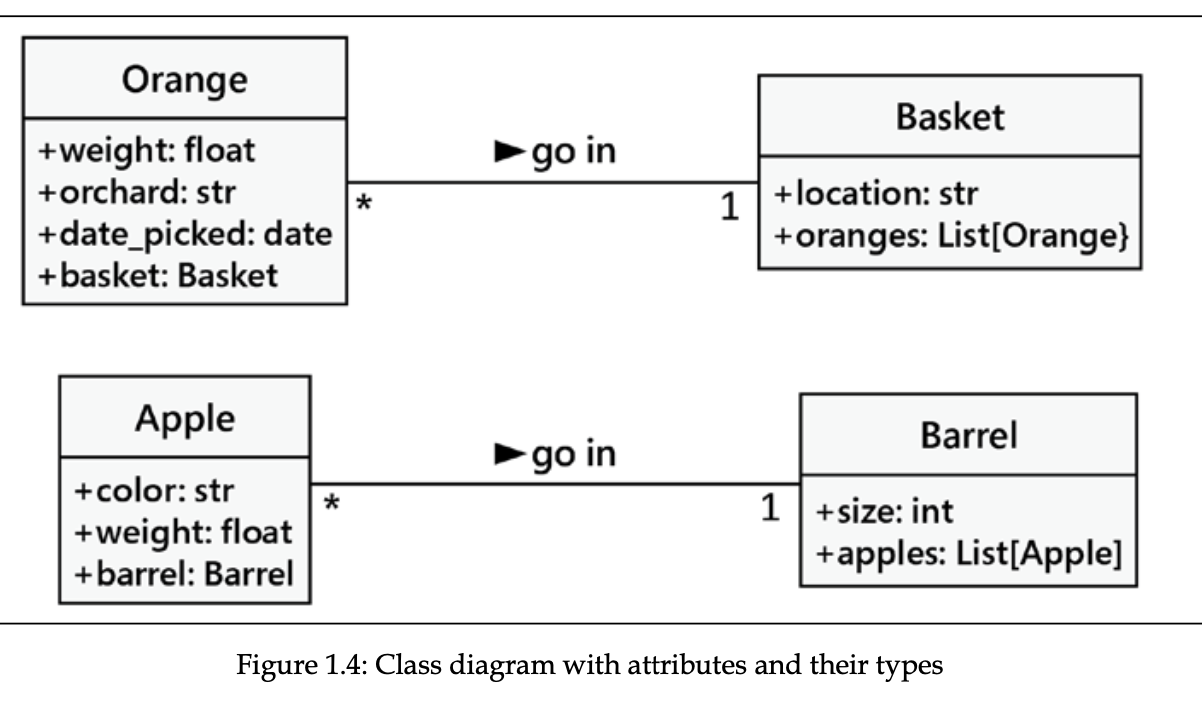 Orange
+weight: float
+orchard: str
+date_picked: date
+basket: Basket
►go in
*
1
Basket
+location: str
+oranges: List[Orange}
Apple
+color: str
+weight: float
+barrel: Barrel
►go in
*
1
Barrel
+size: int
+apples: List[Apple]
Figure 1.4: Class diagram with attributes and their types